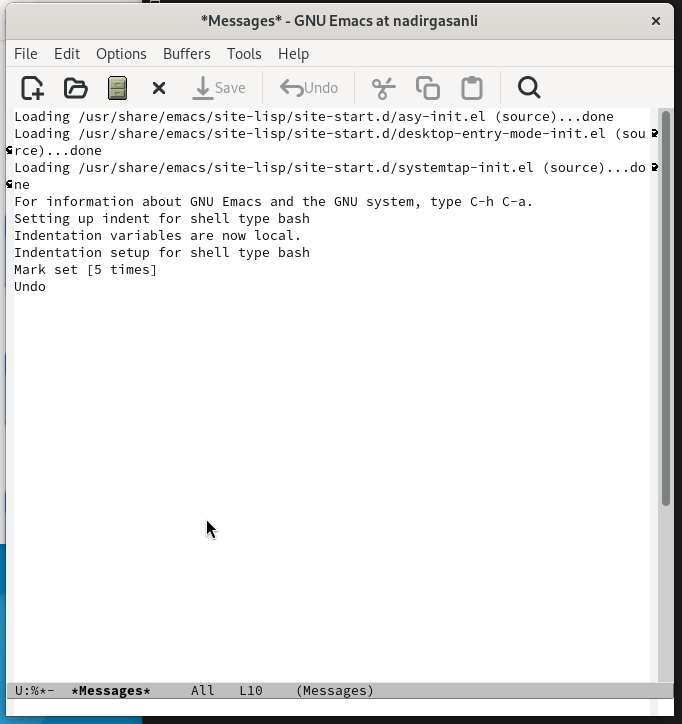 *Messages* - GNU Emacs at nadirgasanli
File Edit Options Buffers Tools Help
Save Undo
Loading /usr/share/emacs/site-lisp/site-start.d/asy-init.el (source)...done
Loading /usr/share/emacs/site-lisp/site-start.d/desktop-entry-mode-init.el (sou
rce)...done
Loading /usr/share/emacs/site-lisp/site-start.d/systemtap-init.el (source)...do
ne
For information about GNU Emacs and the GNU system, type C-h C-a.
Setting up indent for shell type bash
Indentation variables are now local.
Indentation setup for shell type bash
Mark set [5 times]
Undo
U:%*- *Messages* All L10 (Messages)